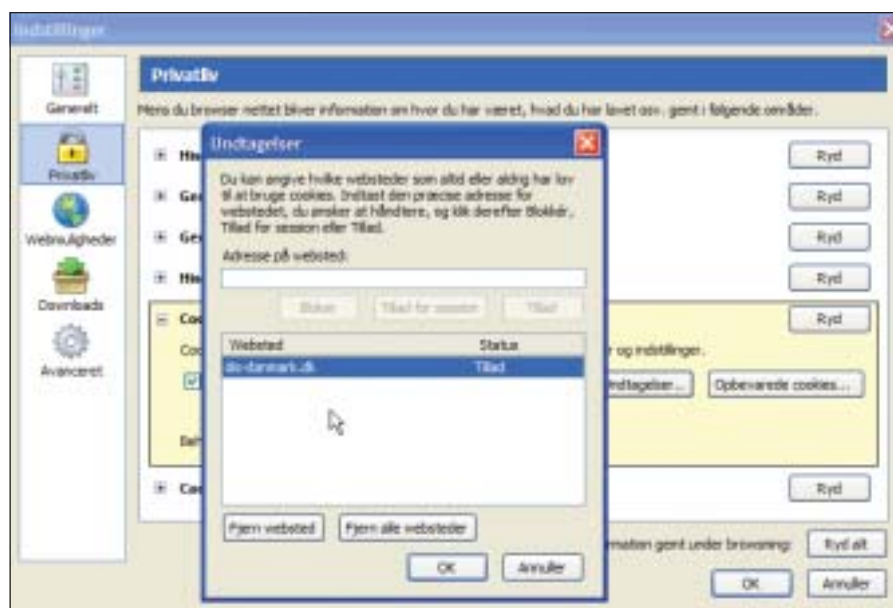 Indstillinger
Generelt
Privatliv
Webmuligheder
Downloads
Avanceret
Privatliv
Mens du browser nettet bliver information om hvor du har været, hvad du har lavet osv. gemt i følgende områder.
Ryd
Ryd
Ryd
Ryd
Ryd
r og indstillinger.
ndtagelser...
Opbevarede cookies...
Ryd
rmation gemt under browsing:
Ryd alt
OK
Annuller
Undtagelser
Du kan angive hvilke websteder som altid eller aldrig har lov
til at bruge cookies. Indtast den præcise adresse for
webstedet, du ønsker at håndtere, og klik derefter Blokér,
Tillad for session eller Tillad.
Adresse på websted:
Blokér
Tillad for session
Tillad
Websted
Status
Tillad
Fjern websted
Fjern alle websteder
OK
Annuller